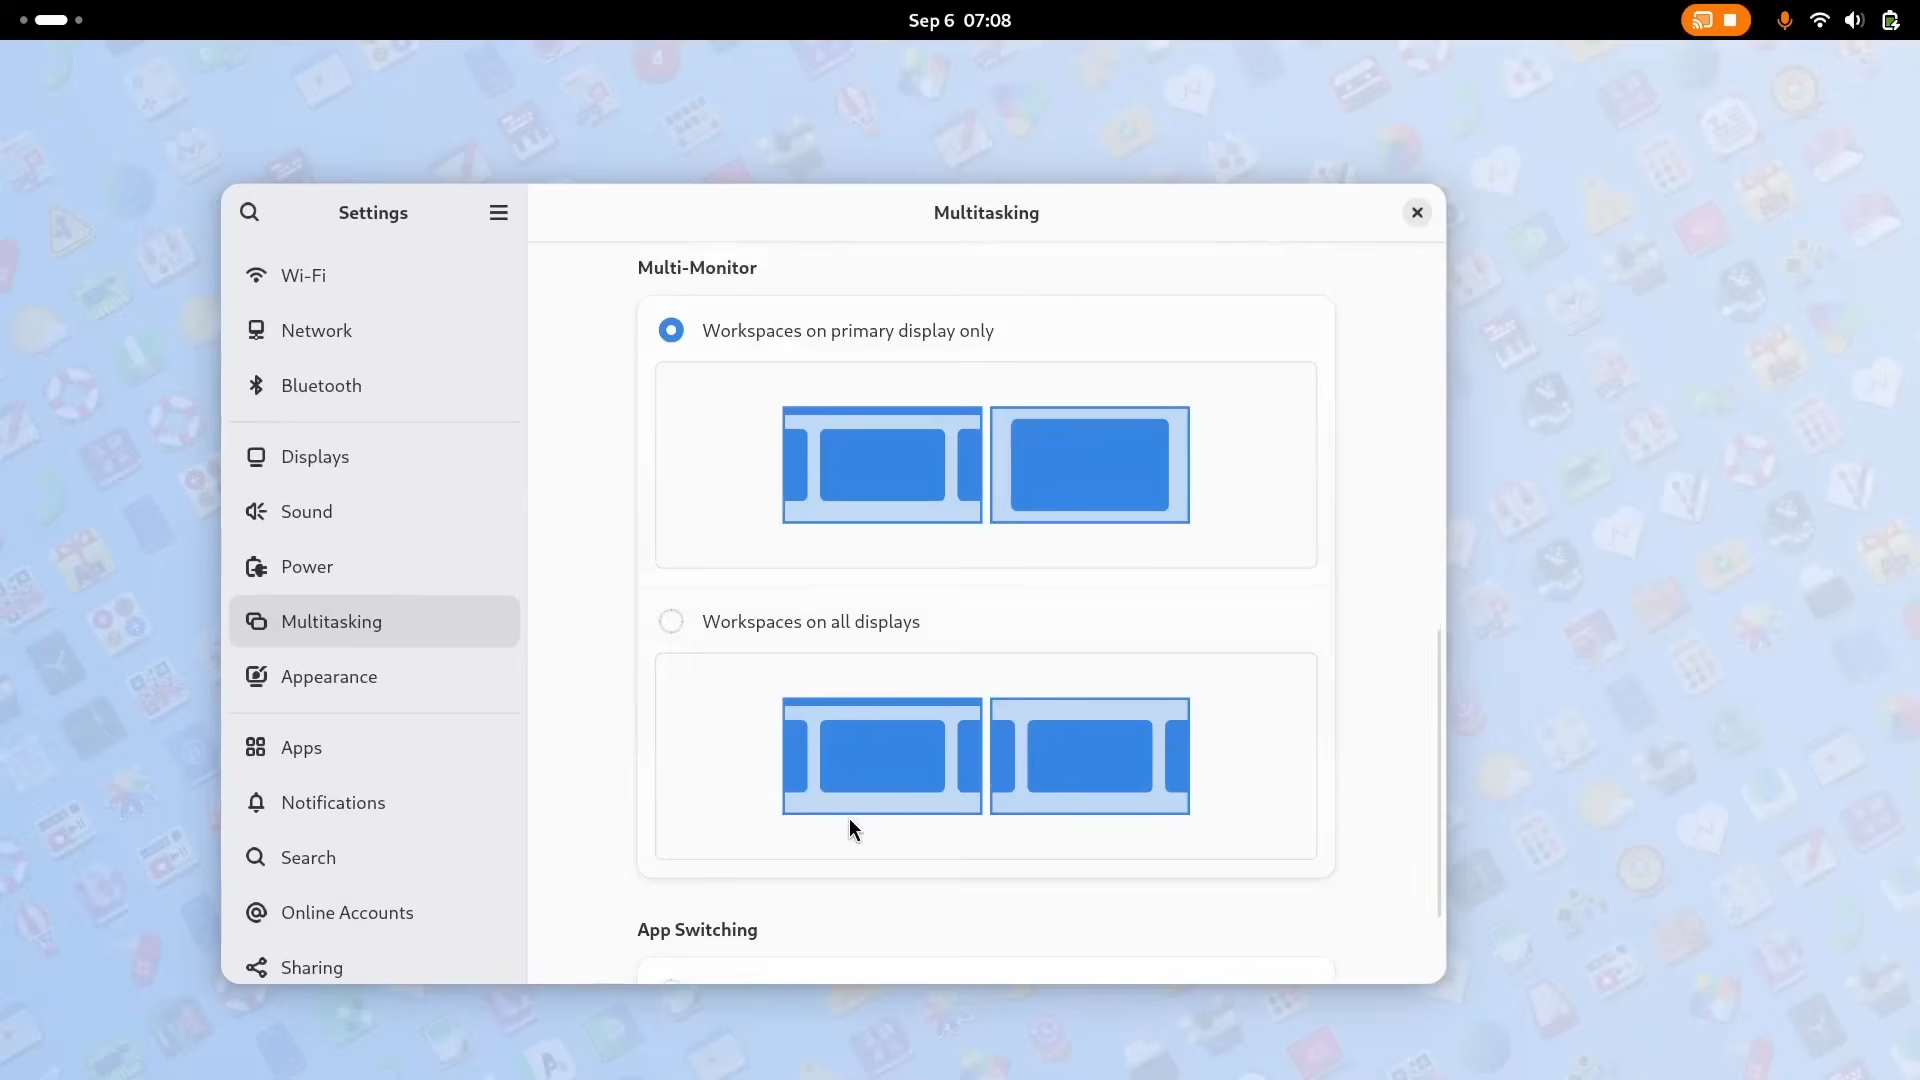 Sep 6 07:08
Settings
Multitasking
Wi-Fi
Network
Bluetooth
Displays
Sound
Power
Multitasking
Appearance
Apps
Notifications
Search
Online Accounts
Sharing
Multi-Monitor
Workspaces on primary display only
Workspaces on all displays
App Switching